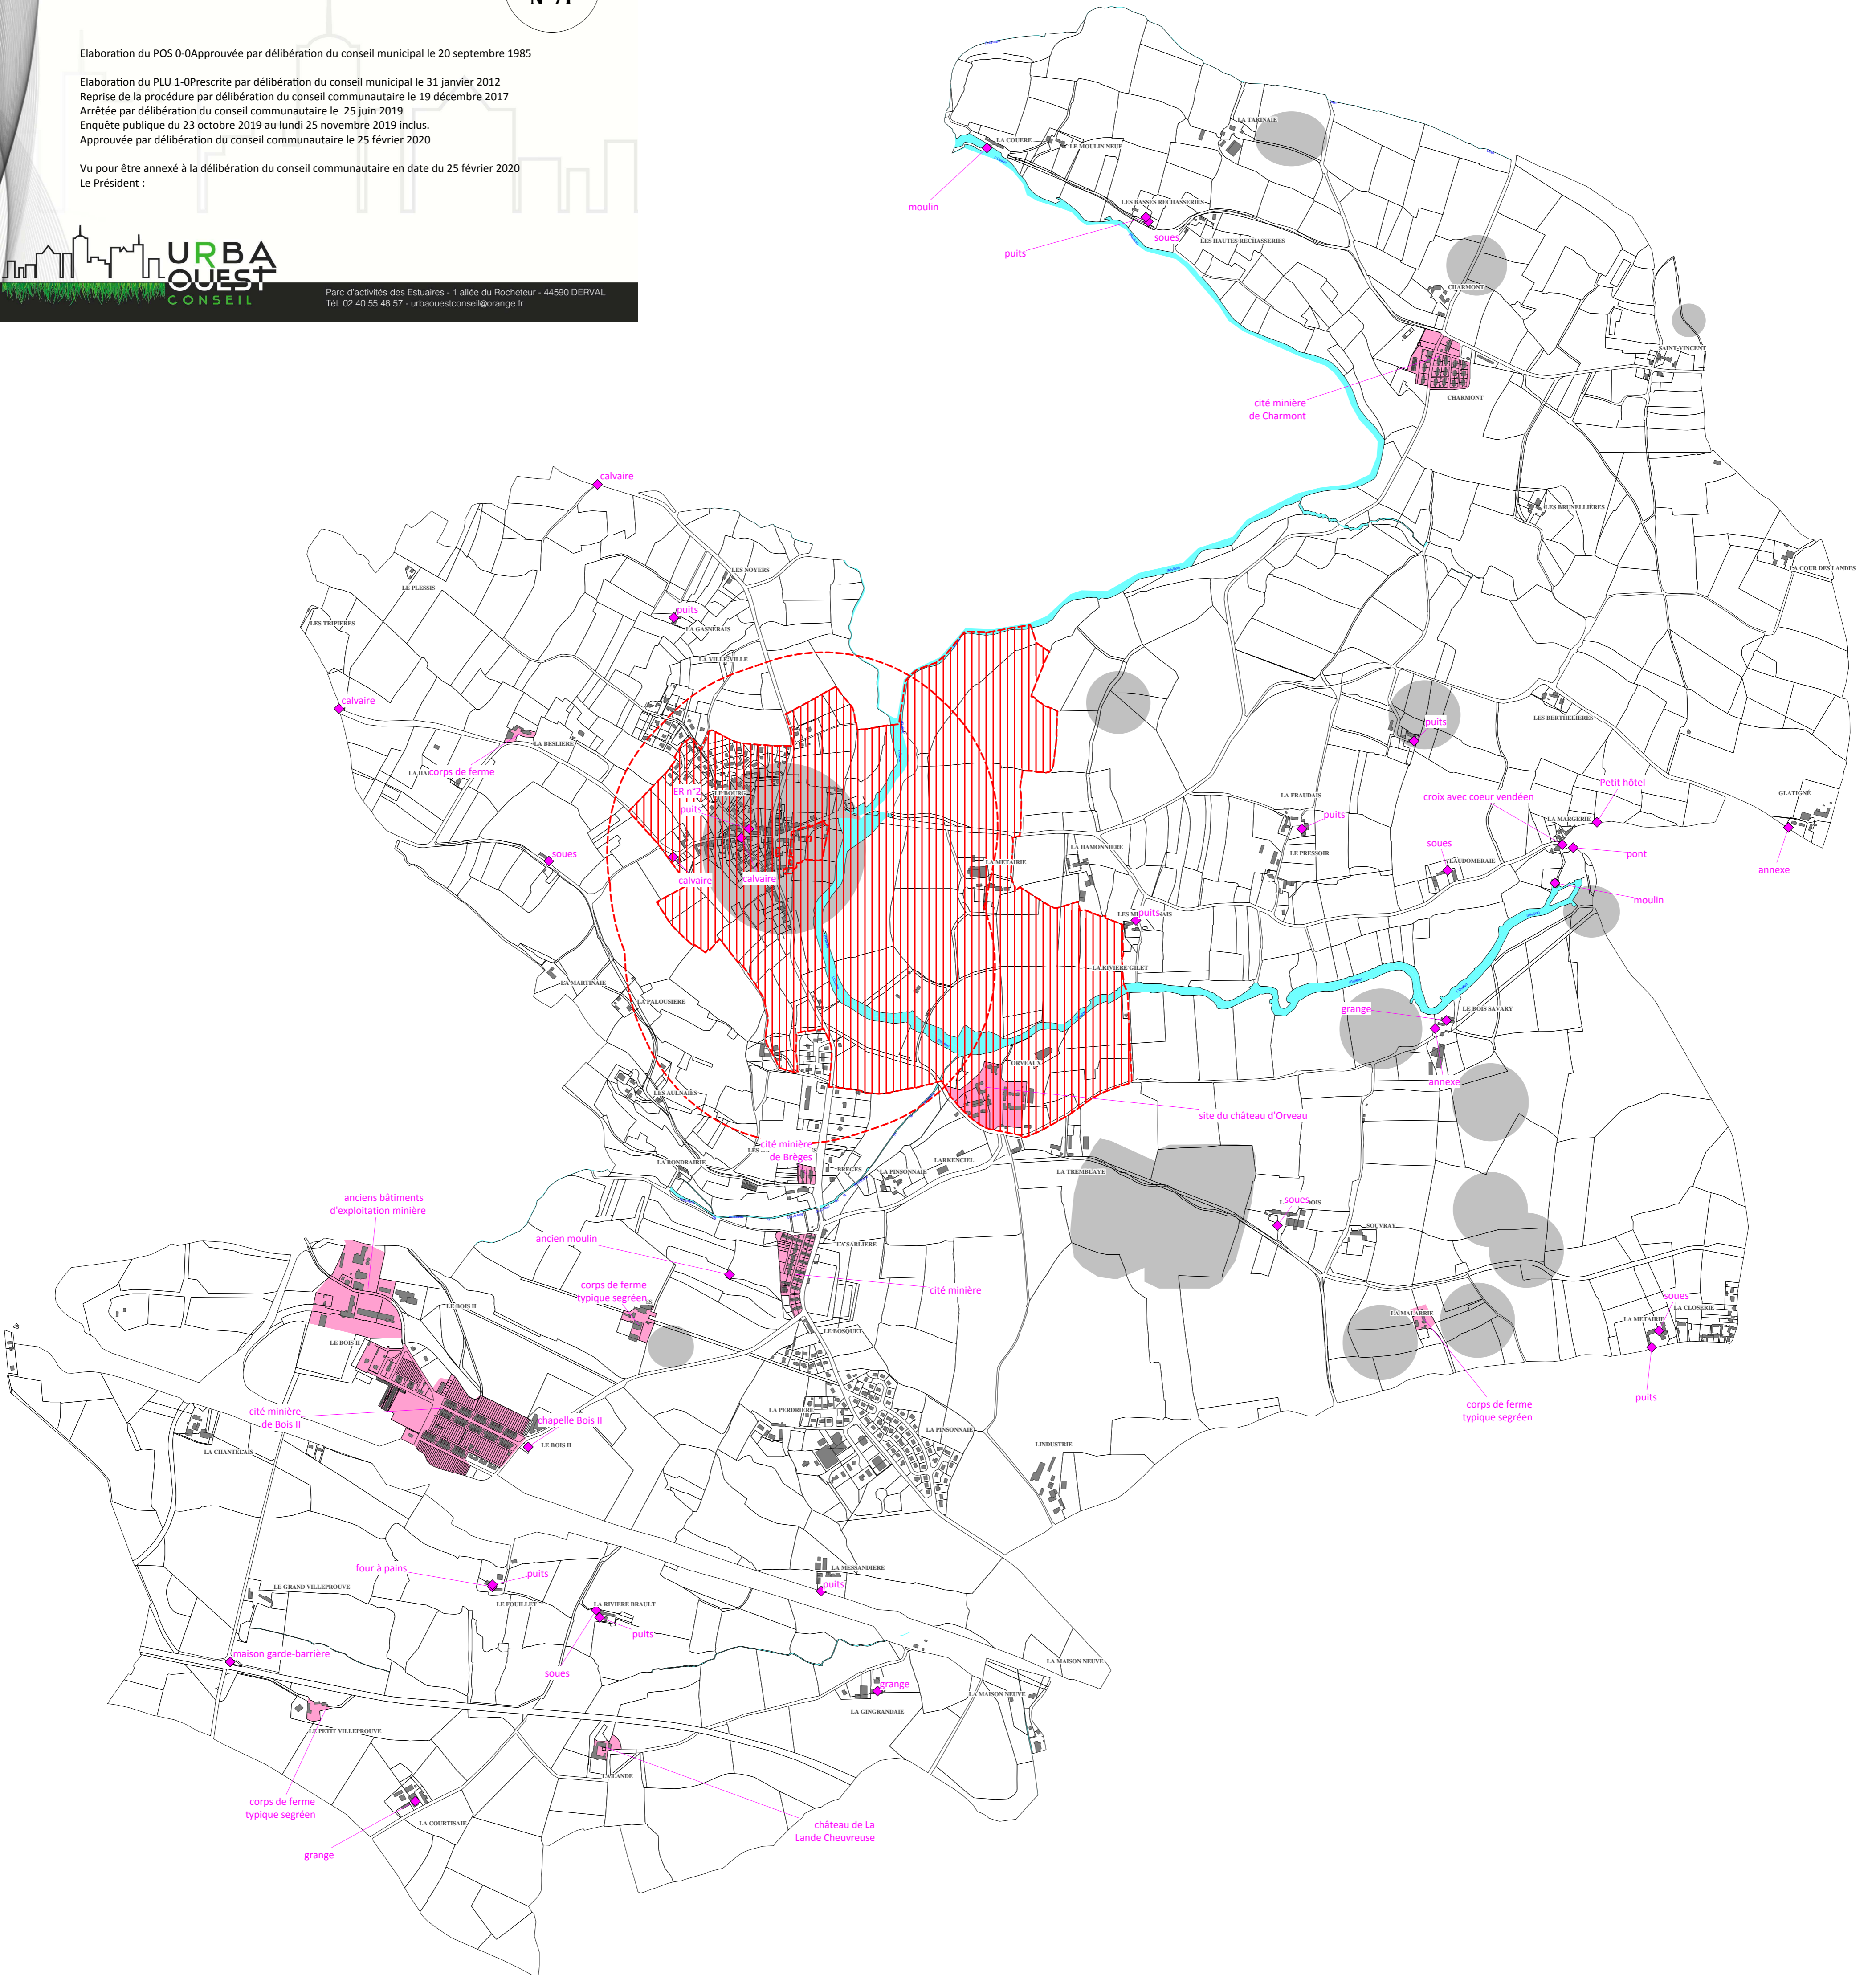 N°7f
Elaboration du POS 0-0Approuvée par délibération du conseil municipal le 20 septembre 1985
Elaboration du PLU 1-0Prescrite par délibération du conseil municipal le 31 janvier 2012
Reprise de la procédure par délibération du conseil communautaire le 19 décembre 2017
Arrêtée par délibération du conseil communautaire le 25 juin 2019
Enquête publique du 23 octobre 2019 au lundi 25 novembre 2019 inclus.
Approuvée par délibération du conseil communautaire le 25 février 2020
Vu pour être annexé à la délibération du conseil communautaire en date du 25 février 2020
Le Président :
URBA
OUEST
CONSEIL
Parc d'activités des Estuaires - 1 allée du Rocheteur - 44590 DERVAL
Tél. 02 40 55 48 57 - urbaouestconseil@orange.fr
LA TARINAIE
LA COUERE
LE MOULIN NEUF
moulin
LES BASSES RECHASSERIES
soues
puits
LES HAUTES RECHASSERIES
CHARMONT
SAINT-VINCENT
cité minière
de Charmont
CHARMONT
calvaire
LES BRUNELLIÈRES
LA COUR DES LANDES
LES NOYERS
LE PLESSIS
puits
LES TRIPIERES
LA GASNERAIS
LA VILLE VILLE
calvaire
LES BERTHELIERES
puits
LA BESLIERE
corps de ferme
Petit hôtel
ER n°2
LE BOURG
puits
LA FRAUDAIS
croix avec coeur vendéen
GLATIGNÉ
puits
LA MARGERIE
soues
LA HAMONNIERE
LE PRESSOIR
soues
pont
LA METAIRIE
LAUDOMERAIE
annexe
calvaire
calvaire
moulin
puits
LA RIVIERE GILET
LA MARTINAIE
LA PALOUSIERE
grange
LE BOIS SAVARY
ORVEAUX
annexe
LES AULNAIES
site du château d'Orveau
cité minière
de Brèges
LA BONDRAIRIE
BREGES
LA PINSONNAIE
LARKENCIEL
LA TREMBLAYE
anciens bâtiments
d'exploitation minière
soues
SOUVRAY
ancien moulin
LA SABLIERE
corps de ferme
typique segréen
cité minière
soues
LE BOIS II
LA CLOSERIE
LA MALABRIE
LA METAIRIE
LE BOSQUET
LE BOIS II
puits
corps de ferme
typique segréen
cité minière
de Bois II
chapelle Bois II
LA PERDRIERE
LA PINSONNAIE
LE BOIS II
LA CHANTELAIS
LINDUSTRIE
four à pains
puits
LA MESSANDIERE
puits
LE GRAND VILLEPROUVE
LE FOUILLET
LA RIVIERE BRAULT
puits
maison garde-barrière
soues
LA MAISON NEUVE
grange
LA MAISON NEUVE
LA GINGRANDAIE
LE PETIT VILLEPROUVE
LA LANDE
corps de ferme
typique segréen
LA COURTISAIE
château de La
Lande Cheuvreuse
grange